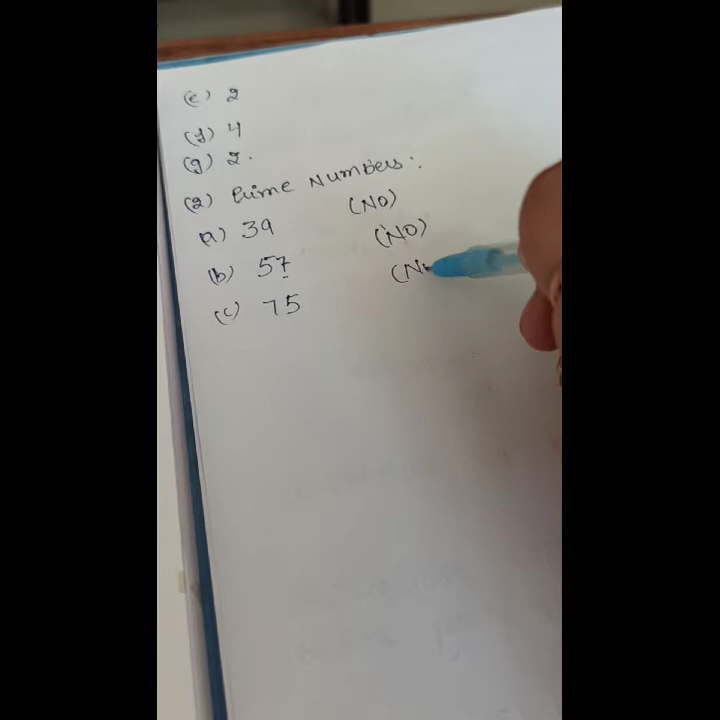 (e) 2
(f) 4
(g) 2.
(2) Prime Numbers:
(a) 39 (NO)
(b) 57 (NO)
(c) 75 (N